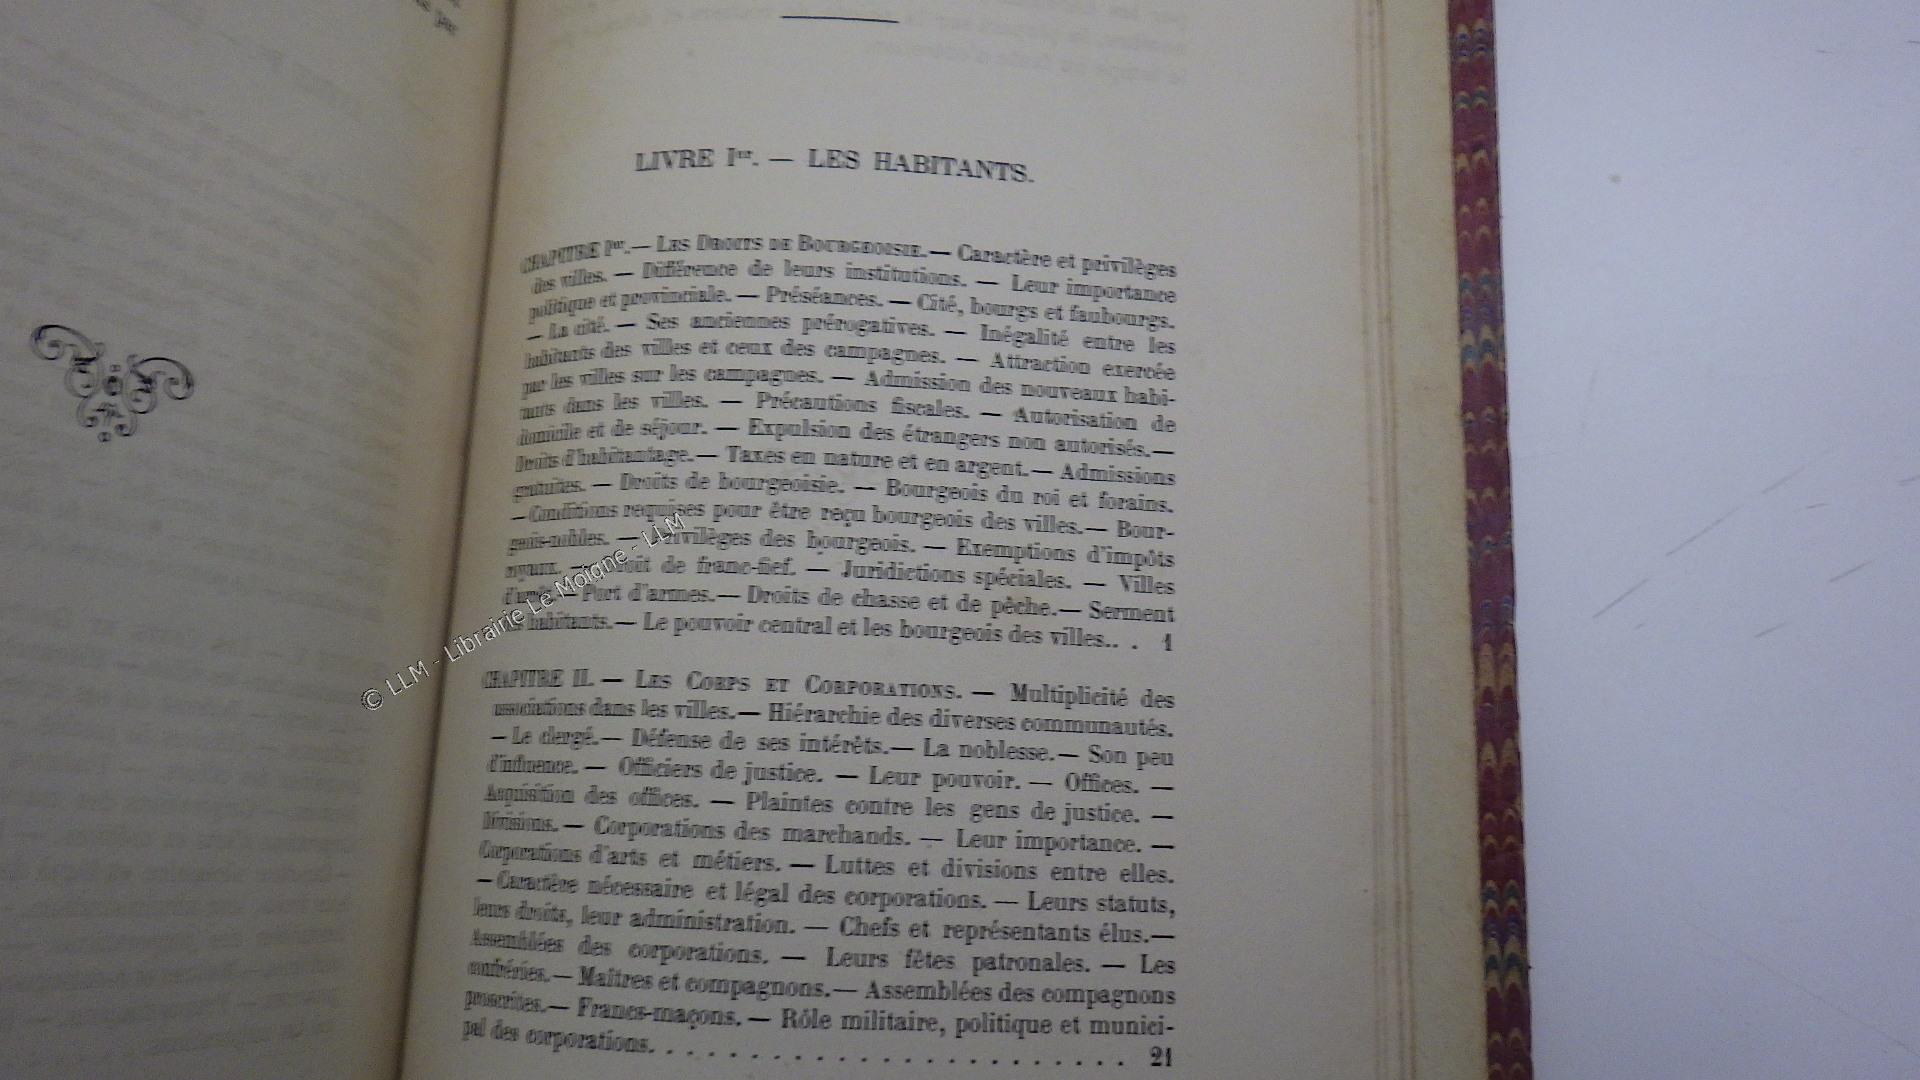 LIVRE Ier. — LES HABITANTS.
CHAPITRE Ier. — LES DROITS DE BOURGEOISIE. — Caractère et privilèges
des villes. — Différence de leurs institutions. — Leur importance
politique et provinciale. — Préséances. — Cité, bourgs et faubourgs.
— La cité. — Ses anciennes prérogatives. — Inégalité entre les
habitants des villes et ceux des campagnes. — Attraction exercée
par les villes sur les campagnes. — Admission des nouveaux habi-
tants dans les villes. — Précautions fiscales. — Autorisation de
domicile et de séjour. — Expulsion des étrangers non autorisés. —
Droits d'habitantage. — Taxes en nature et en argent. — Admissions
gratuites. — Droits de bourgeoisie. — Bourgeois du roi et forains.
— Conditions requises pour être reçu bourgeois des villes. — Bour-
geois-nobles. — Privilèges des bourgeois. — Exemptions d'impôts
royaux. — Droit de franc-fief. — Juridictions spéciales. — Villes
— Port d'armes. — Droits de chasse et de pêche. — Serment
habitants. — Le pouvoir central et les bourgeois des villes.. . 1
CHAPITRE II. — LES CORPS ET CORPORATIONS. — Multiplicité des
associations dans les villes. — Hiérarchie des diverses communautés.
— Le clergé. — Défense de ses intérêts. — La noblesse. — Son peu
d'influence. — Officiers de justice. — Leur pouvoir. — Offices. —
Acquisition des offices. — Plaintes contre les gens de justice. —
Divisions. — Corporations des marchands. — Leur importance. —
Corporations d'arts et métiers. — Luttes et divisions entre elles.
— Caractère nécessaire et légal des corporations. — Leurs statuts,
leurs droits, leur administration. — Chefs et représentants élus. —
Assemblées des corporations. — Leurs fêtes patronales. — Les
confréries. — Maîtres et compagnons. — Assemblées des compagnons
proscrites. — Francs-maçons. — Rôle militaire, politique et munici-
pal des corporations. . . . . . . . . . . . . . . . . . . . . 21
© LLM - Librairie Le Moigne - LLM